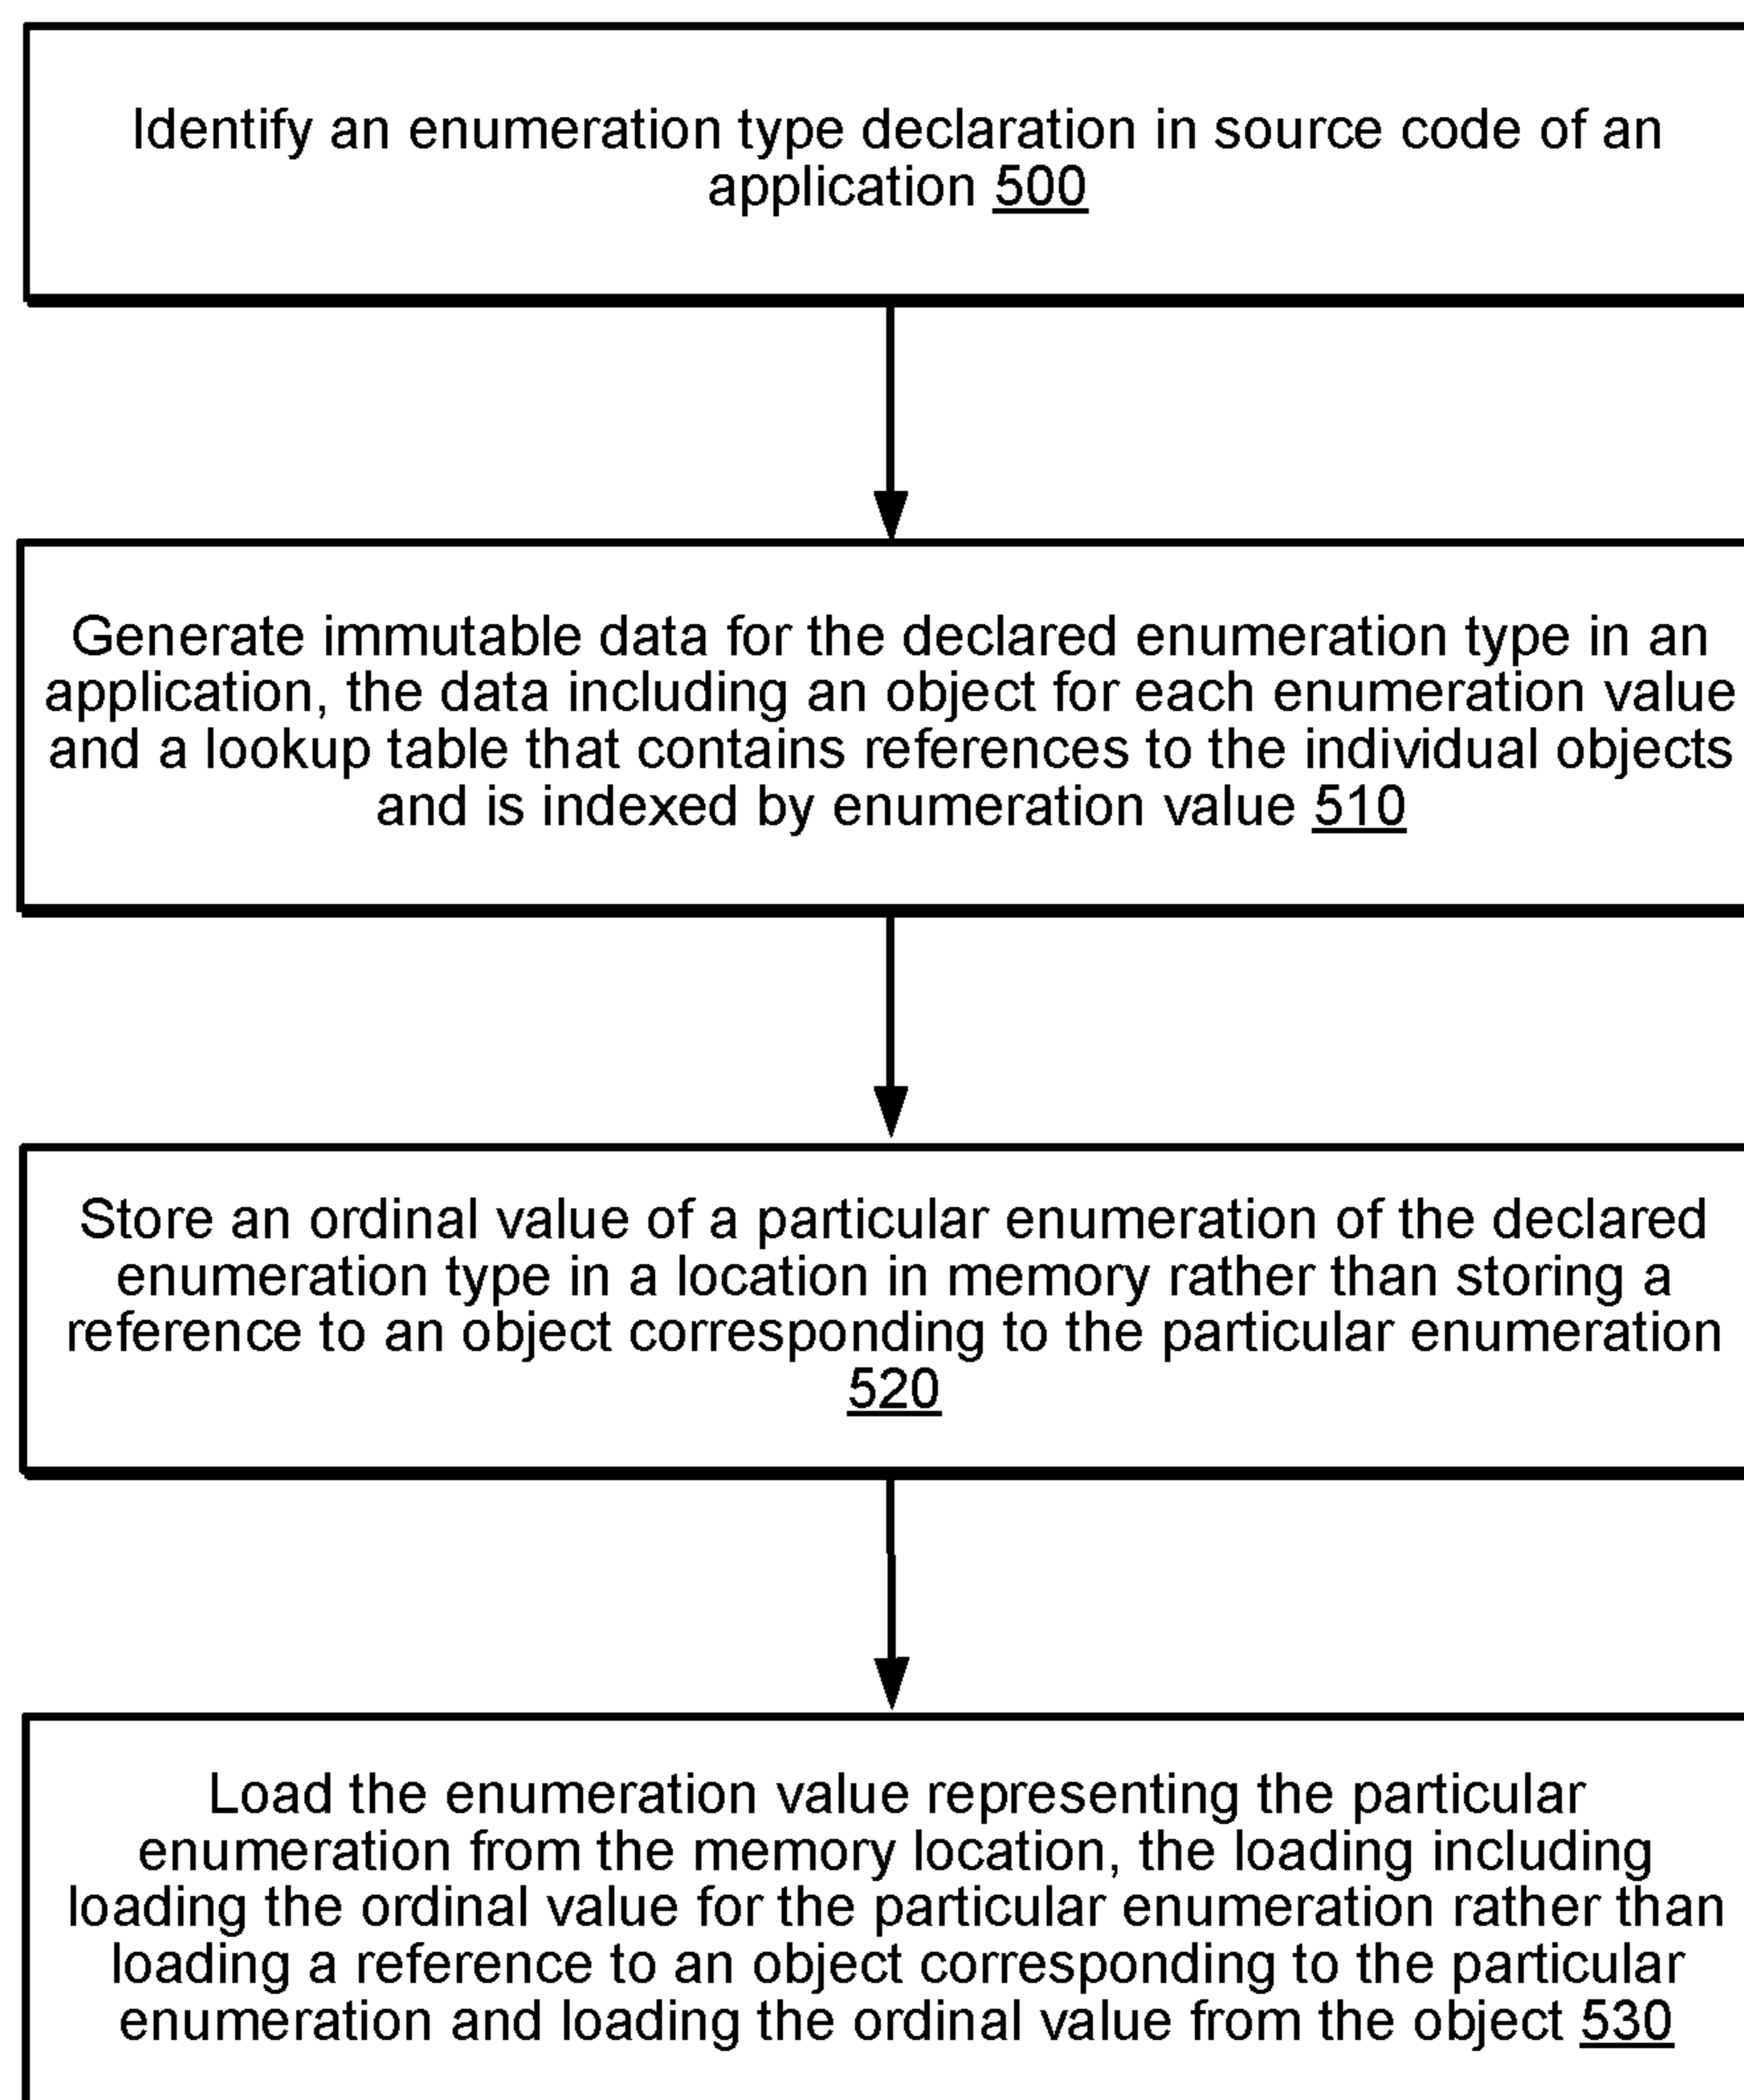 Identify an enumeration type declaration in source code of an
application 500
Generate immutable data for the declared enumeration type in an
application, the data including an object for each enumeration value
and a lookup table that contains references to the individual objects
and is indexed by enumeration value 510
Store an ordinal value of a particular enumeration of the declared
enumeration type in a location in memory rather than storing a
reference to an object corresponding to the particular enumeration
520
Load the enumeration value representing the particular
enumeration from the memory location, the loading including
loading the ordinal value for the particular enumeration rather than
loading a reference to an object corresponding to the particular
enumeration and loading the ordinal value from the object 530